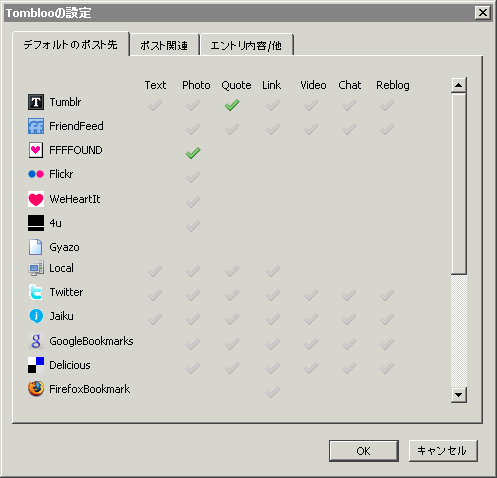 Tomblooの設定
デフォルトのポスト先 ポスト関連 エントリ内容/他
Text Photo Quote Link Video Chat Reblog
Tumblr
FriendFeed
FFFFOUND
Flickr
WeHeartIt
4u
Gyazo
Local
Twitter
Jaiku
GoogleBookmarks
Delicious
FirefoxBookmark
OK キャンセル